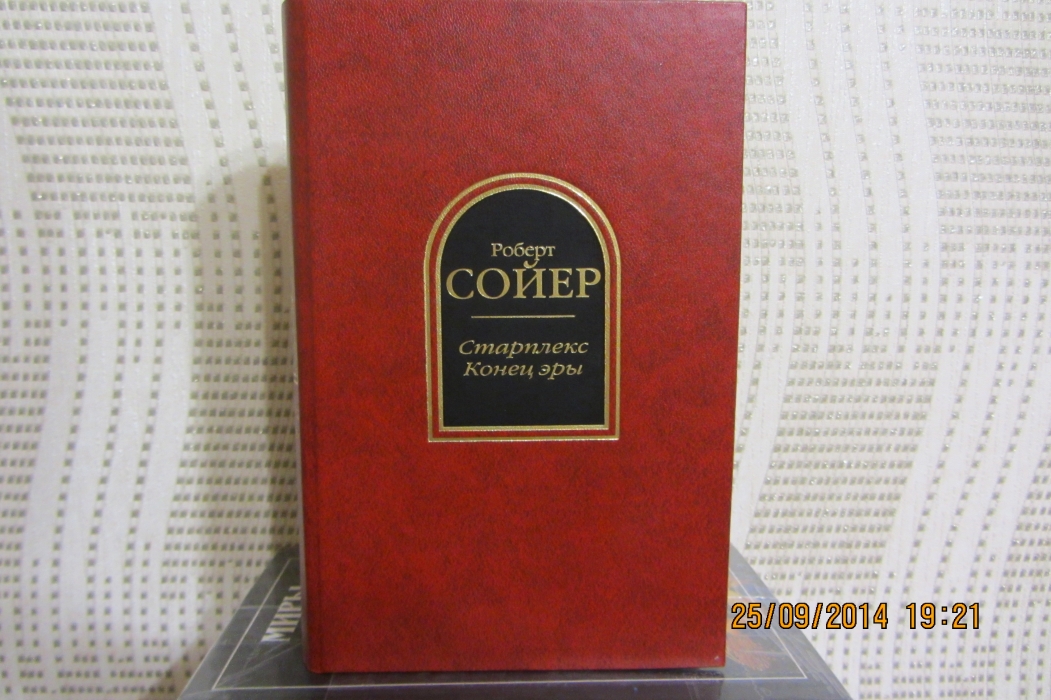 Роберт
СОЙЕР
Старплекс
Конец эры
МИРЫ
25/09/2014 19:21